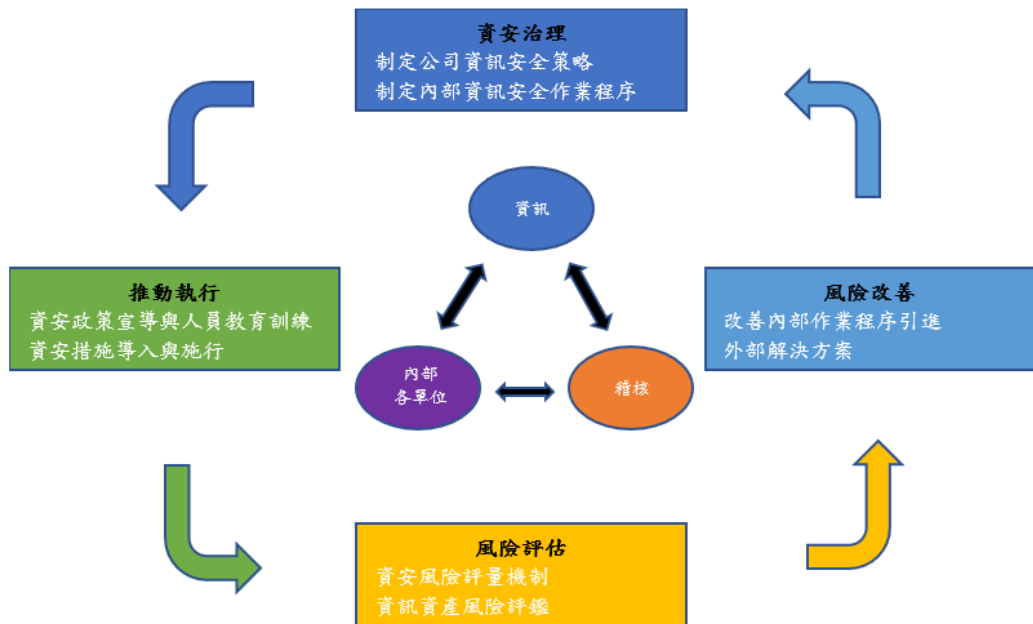 資安治理
制定公司資訊安全策略
制定內部資訊安全作業程序
資訊
推動執行
資安政策宣導與人員教育訓練
資安措施導入與施行
風險改善
改善內部作業程序引進
外部解決方案
內部
各單位
稽核
風險評估
資安風險評量機制
資訊資產風險評鑑